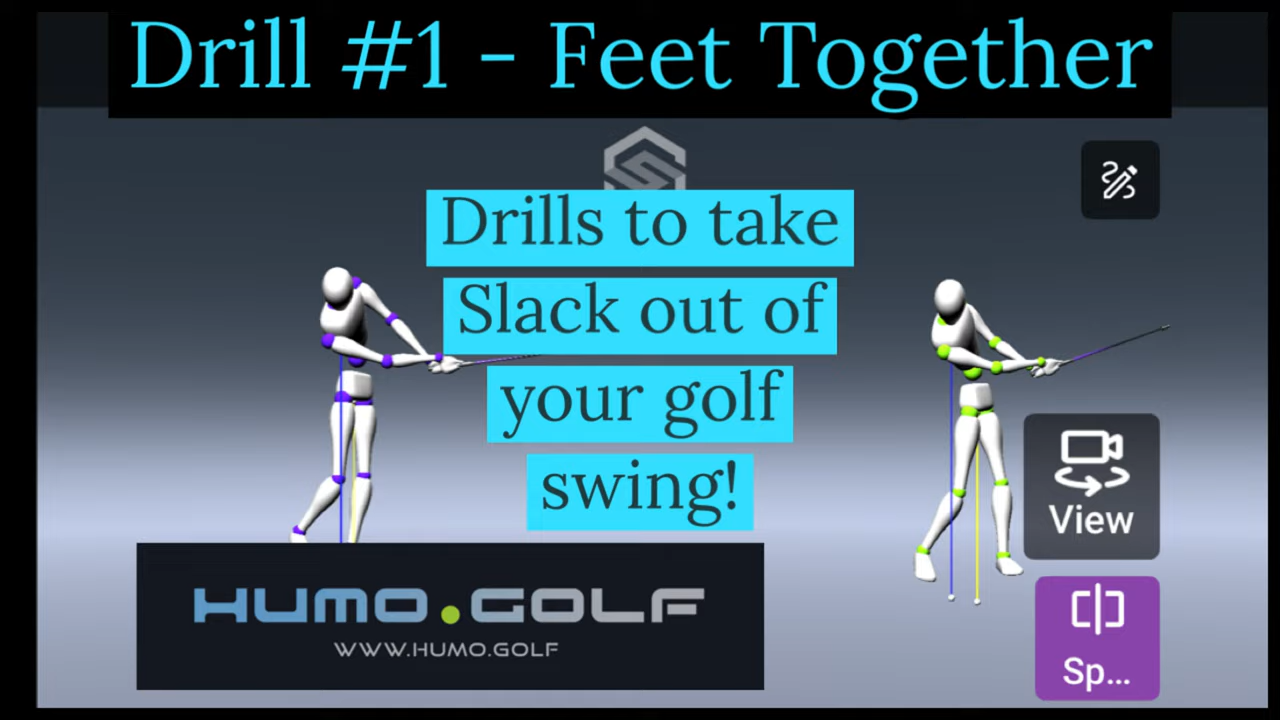 Drill #1 - Feet Together
Drills to take
Slack out of
your golf
swing!
View
HUMO.GOLF
WWW.HUMO.GOLF
Sp...